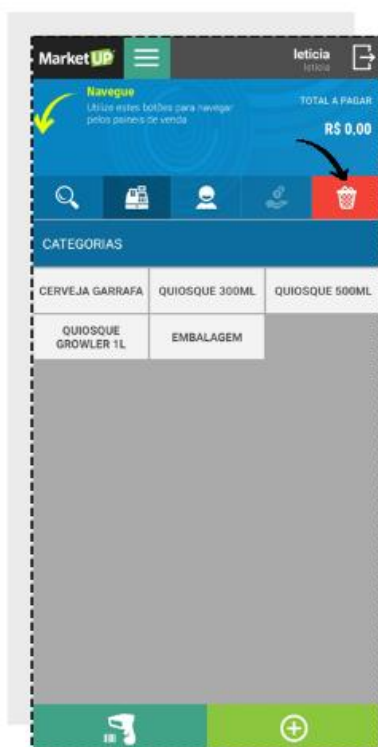 MarketUP
leticia
leticia
Navegue
Utilize estes botões para navegar
pelos paineis de venda
TOTAL A PAGAR
R$ 0,00
CATEGORIAS
CERVEJA GARRAFA
QUIOSQUE 300ML
QUIOSQUE 500ML
QUIOSQUE
GROWLER 1L
EMBALAGEM